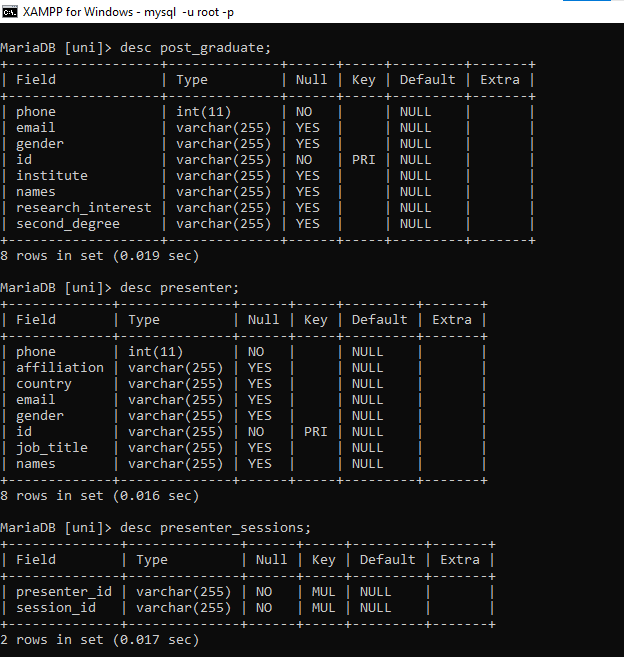 XAMPP for Windows - mysql  -u root -p
MariaDB [uni]> desc post_graduate;
+-------------------+--------------+------+-----+---------+-------+
| Field             | Type         | Null | Key | Default | Extra |
+-------------------+--------------+------+-----+---------+-------+
| phone             | int(11)      | NO   |     | NULL    |       |
| email             | varchar(255) | YES  |     | NULL    |       |
| gender            | varchar(255) | YES  |     | NULL    |       |
| id                | varchar(255) | NO   | PRI | NULL    |       |
| institute         | varchar(255) | YES  |     | NULL    |       |
| names             | varchar(255) | YES  |     | NULL    |       |
| research_interest | varchar(255) | YES  |     | NULL    |       |
| second_degree     | varchar(255) | YES  |     | NULL    |       |
+-------------------+--------------+------+-----+---------+-------+
8 rows in set (0.019 sec)
MariaDB [uni]> desc presenter;
+-------------+--------------+------+-----+---------+-------+
| Field       | Type         | Null | Key | Default | Extra |
+-------------+--------------+------+-----+---------+-------+
| phone       | int(11)      | NO   |     | NULL    |       |
| affiliation | varchar(255) | YES  |     | NULL    |       |
| country     | varchar(255) | YES  |     | NULL    |       |
| email       | varchar(255) | YES  |     | NULL    |       |
| gender      | varchar(255) | YES  |     | NULL    |       |
| id          | varchar(255) | NO   | PRI | NULL    |       |
| job_title   | varchar(255) | YES  |     | NULL    |       |
| names       | varchar(255) | YES  |     | NULL    |       |
+-------------+--------------+------+-----+---------+-------+
8 rows in set (0.016 sec)
MariaDB [uni]> desc presenter_sessions;
+--------------+--------------+------+-----+---------+-------+
| Field        | Type         | Null | Key | Default | Extra |
+--------------+--------------+------+-----+---------+-------+
| presenter_id | varchar(255) | NO   | MUL | NULL    |       |
| session_id   | varchar(255) | NO   | MUL | NULL    |       |
+--------------+--------------+------+-----+---------+-------+
2 rows in set (0.017 sec)